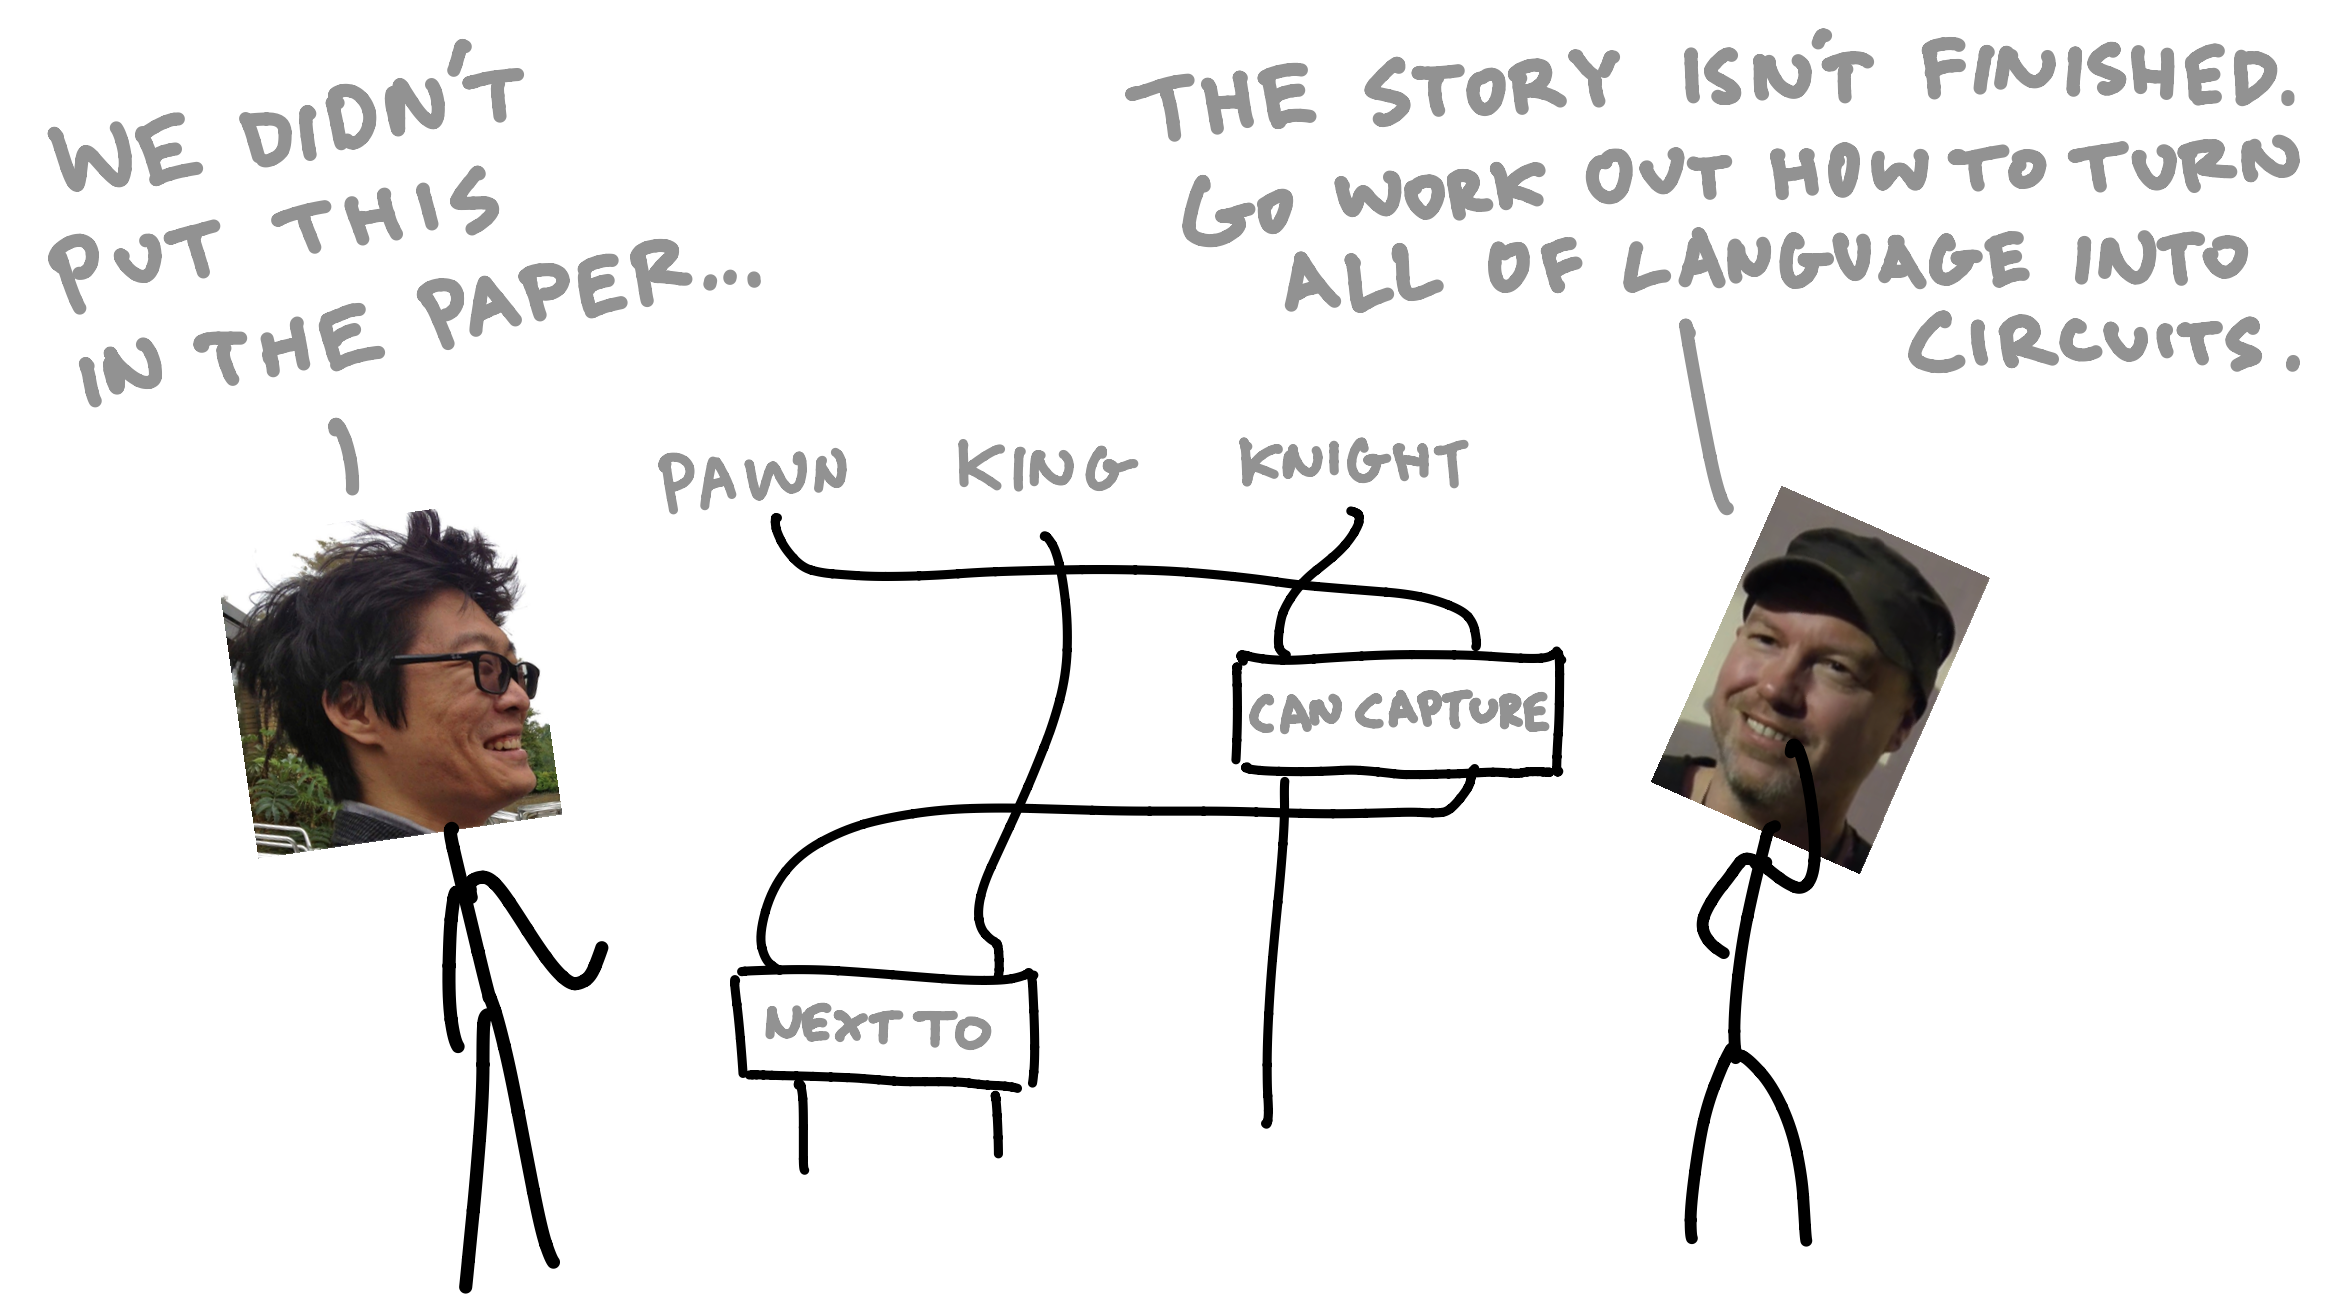 WE DIDN'T
PUT THIS
IN THE PAPER...
THE STORY ISN'T FINISHED.
GO WORK OUT HOW TO TURN
ALL OF LANGUAGE INTO
CIRCUITS.
PAWN KING KNIGHT
CAN CAPTURE
NEXT TO